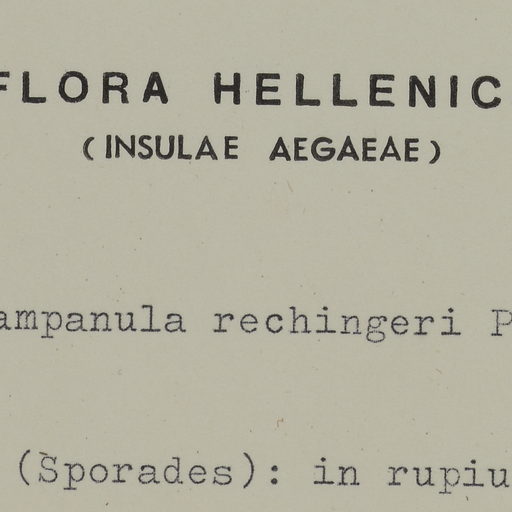 FLORA HELLENIC
(INSULAE AEGAEAE)
ampanula rechingeri P
(Sporades): in rupiu